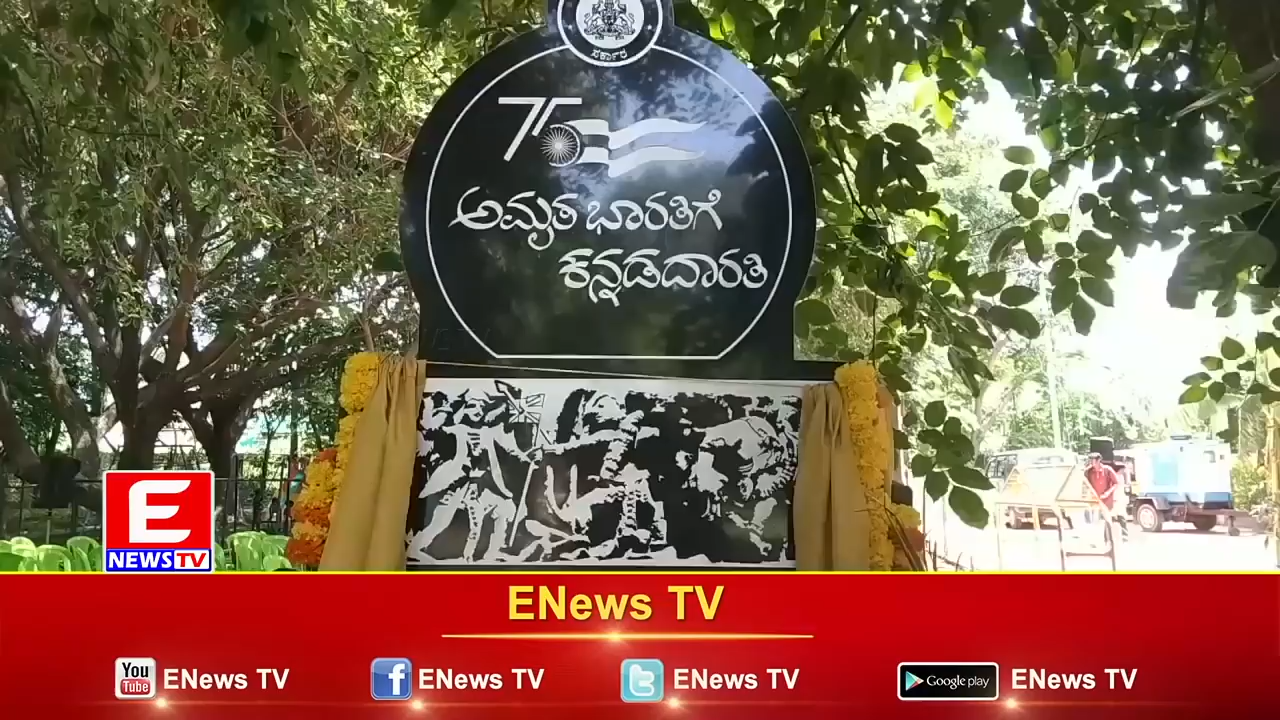 ಸರ್ಕಾರ
75
ಅಮೃತ ಭಾರತಿಗೆ
ಕನ್ನಡದಾರತಿ
E
NEWS TV
ENews TV
You Tube ENews TV
f ENews TV
t ENews TV
Google play ENews TV